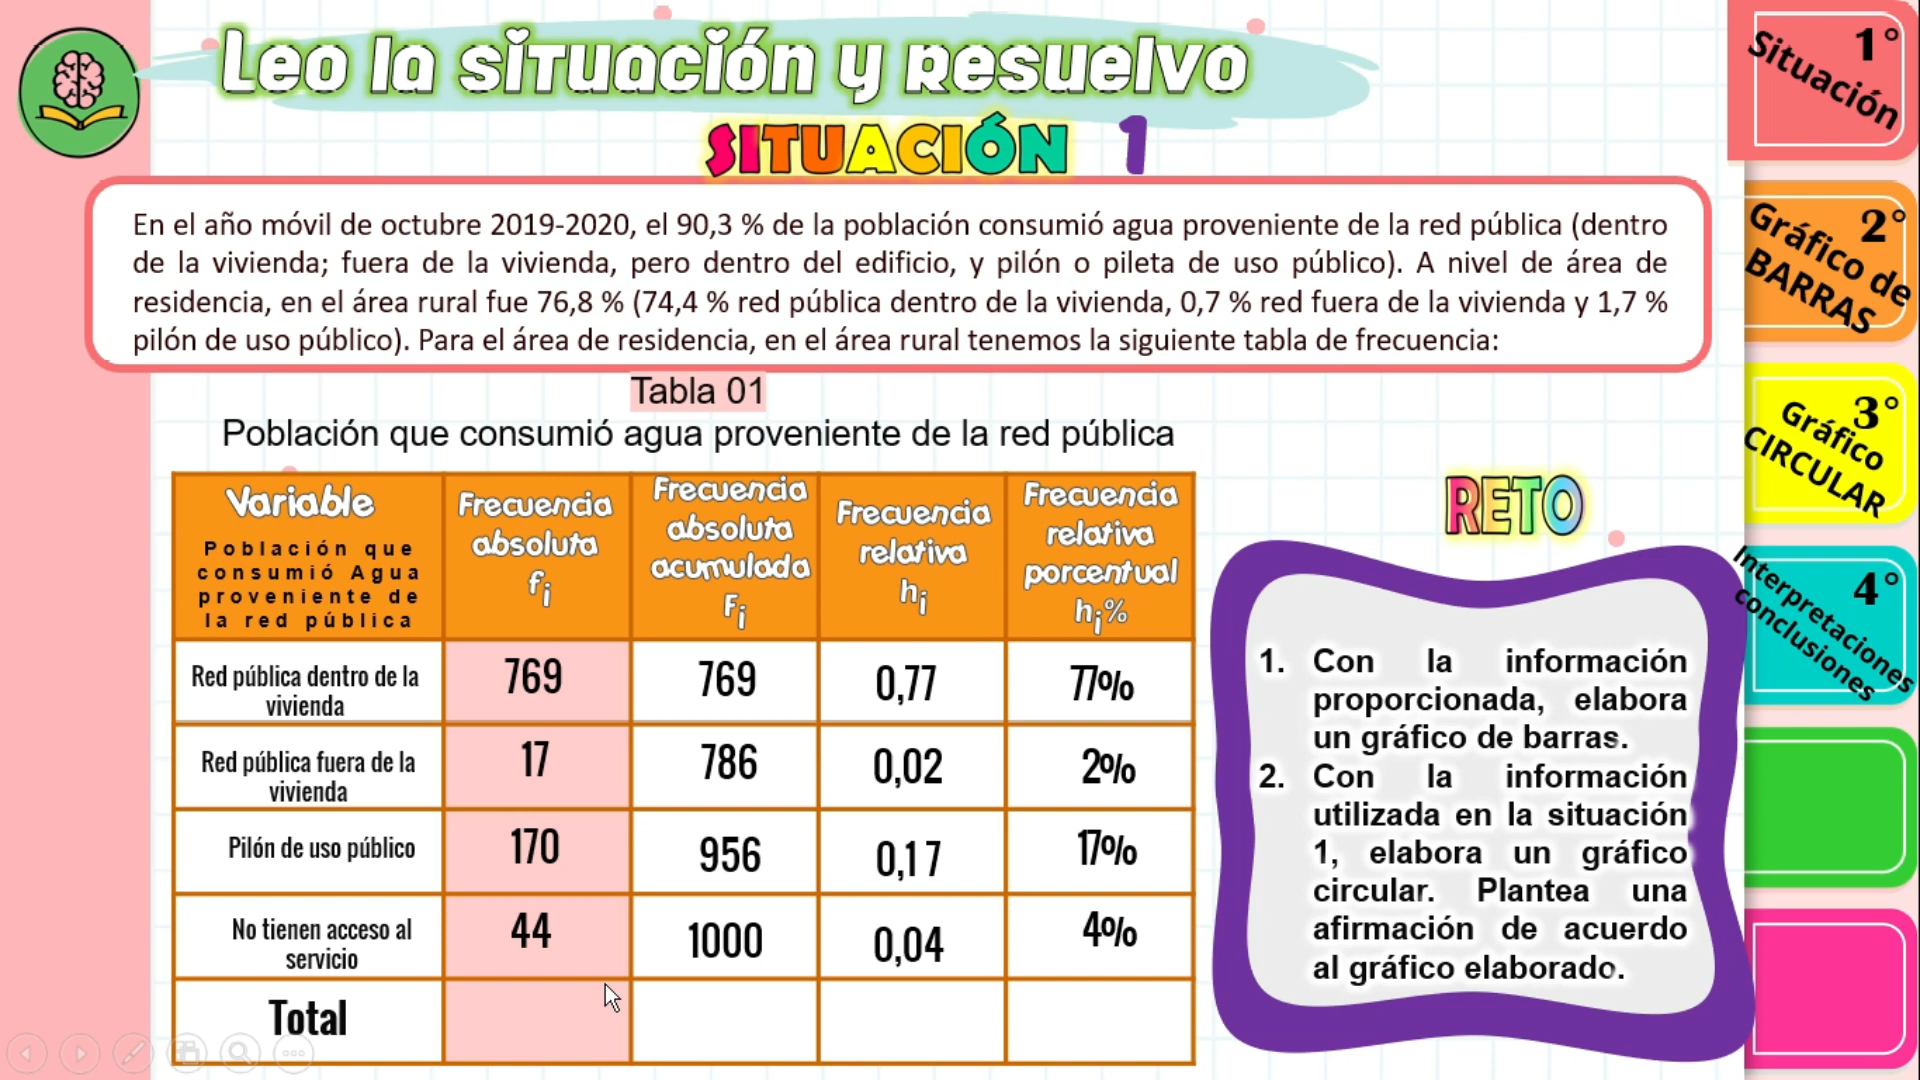 Leo la situación y resuelvo
SITUACIÓN 1
En el año móvil de octubre 2019-2020, el 90,3 % de la población consumió agua proveniente de la red pública (dentro
de la vivienda; fuera de la vivienda, pero dentro del edificio, y pilón o pileta de uso público). A nivel de área de
residencia, en el área rural fue 76,8 % (74,4 % red pública dentro de la vivienda, 0,7 % red fuera de la vivienda y 1,7 %
pilón de uso público). Para el área de residencia, en el área rural tenemos la siguiente tabla de frecuencia:
Tabla 01
Población que consumió agua proveniente de la red pública
Variable
Población que
consumió Agua
proveniente de
la red pública
Frecuencia
absoluta
fi
Frecuencia
absoluta
acumulada
Fi
Frecuencia
relativa
hi
Frecuencia
relativa
porcentual
hi%
Red pública dentro de la
vivienda
769
769
0,77
77%
Red pública fuera de la
vivienda
17
786
0,02
2%
Pilón de uso público
170
956
0,17
17%
No tienen acceso al
servicio
44
1000
0,04
4%
Total
RETO
1. Con la información
proporcionada, elabora
un gráfico de barras.
2. Con la información
utilizada en la situación
1, elabora un gráfico
circular. Plantea una
afirmación de acuerdo
al gráfico elaborado.
1°
Situación
2°
Gráfico de
BARRAS
3°
Gráfico
CIRCULAR
4°
Interpretaciones
conclusiones